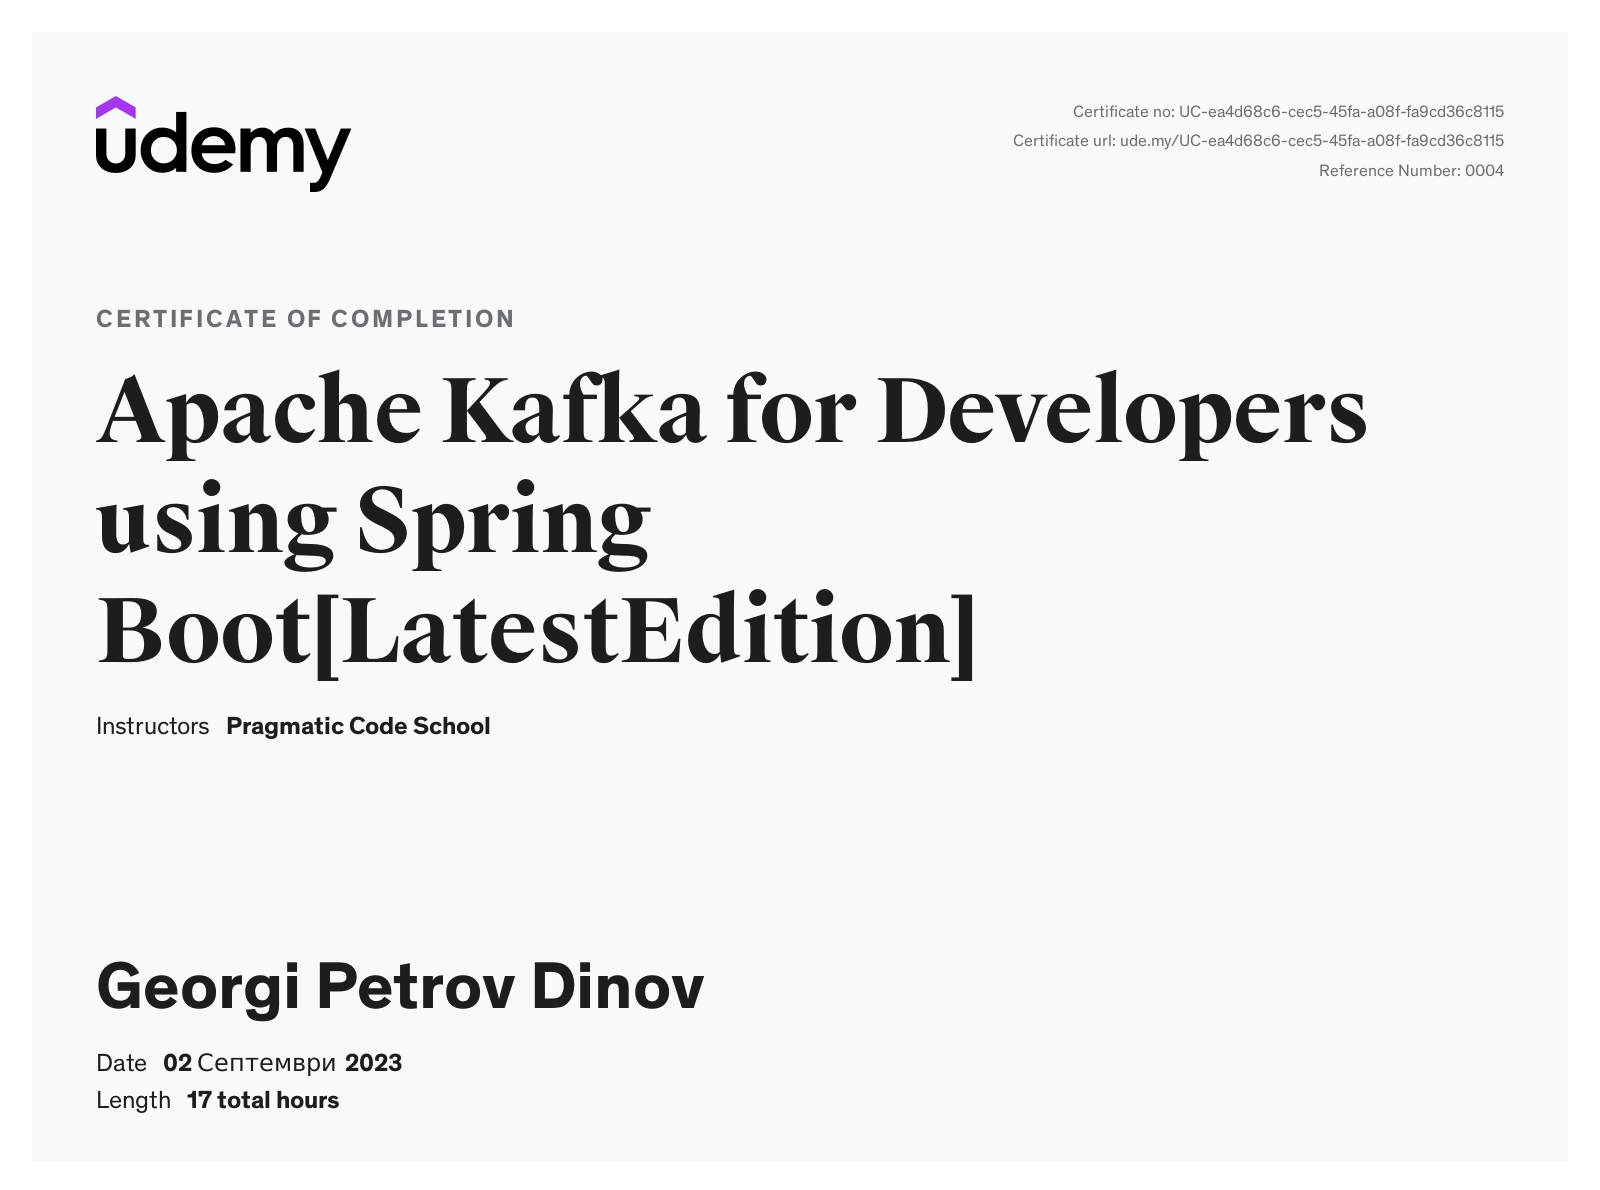 udemy
Certificate no: UC-ea4d68c6-cec5-45fa-a08f-fa9cd36c8115
Certificate url: ude.my/UC-ea4d68c6-cec5-45fa-a08f-fa9cd36c8115
Reference Number: 0004
CERTIFICATE OF COMPLETION
Apache Kafka for Developers
using Spring
Boot[LatestEdition]
Instructors Pragmatic Code School
Georgi Petrov Dinov
Date 02 Септември 2023
Length 17 total hours